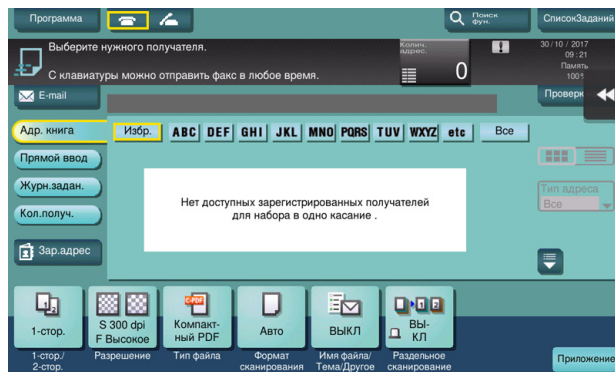 Программа
Поиск
Фун.
СписокЗаданий
Выберите нужного получателя.
Колич.
адрес.
30/10 / 2017
09 : 21
С клавиатуры можно отправить факс в любое время.
0
Память
100%
E-mail
Проверк
Адр. книга
Избр. ABC DEF GHI JKL MNO PQRS TUV WXYZ etc Все
Прямой ввод
Журн.задан.
Тип адреса
Все
Кол.получ.
Нет доступных зарегистрированных получателей
для набора в одно касание .
Зар.адрес
1-стор.
S 300 dpi
F Высокое
Компакт-
ный PDF
Авто
ВЫКЛ
ВЫ-
КЛ
1-стор./
2-стор.
Разрешение
Тип файла
Формат
сканирования
Имя файла/
Тема/Другое
Раздельное
сканирование
Приложение